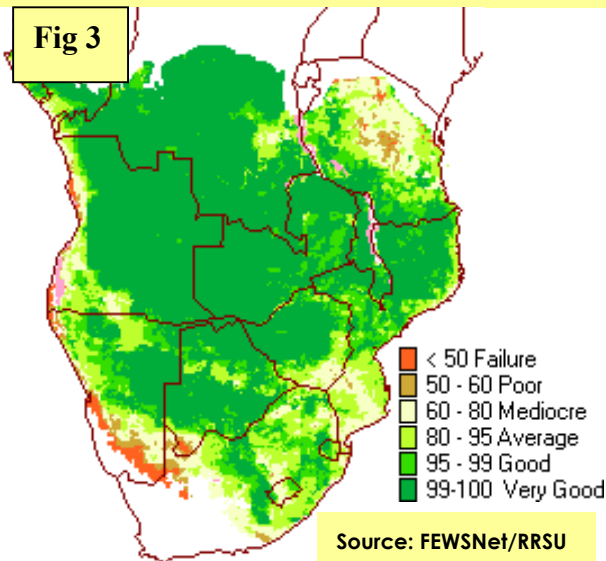 Fig 3
< 50 Failure
50 - 60 Poor
60 - 80 Mediocre
80 - 95 Average
95 - 99 Good
99-100 Very Good
Source: FEWSNet/RRSU